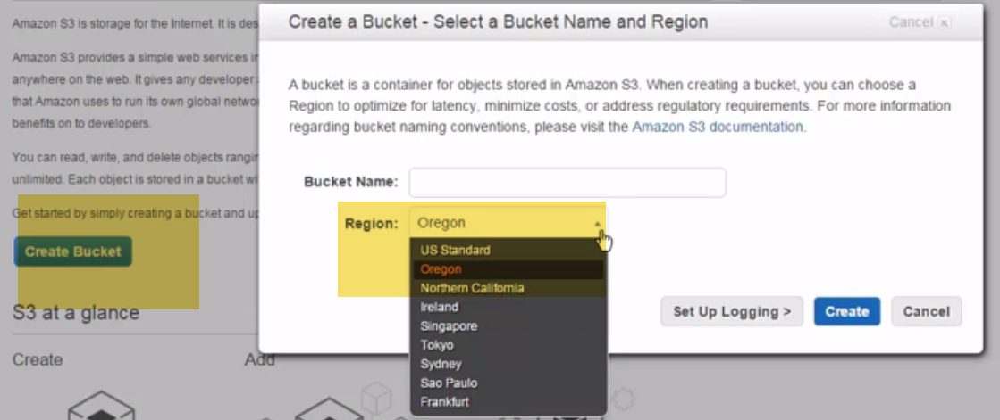 Amazon S3 is storage for the Internet. It is des
Amazon S3 provides a simple web services in
anywhere on the web. It gives any developer
that Amazon uses to run its own global netwo
benefits on to developers.
You can read, write, and delete objects rangin
unlimited. Each object is stored in a bucket wi
Get started by simply creating a bucket and up
Create Bucket
S3 at a glance
Create
Add
Create a Bucket - Select a Bucket Name and Region
Cancel x
A bucket is a container for objects stored in Amazon S3. When creating a bucket, you can choose a
Region to optimize for latency, minimize costs, or address regulatory requirements. For more information
regarding bucket naming conventions, please visit the Amazon S3 documentation.
Bucket Name:
Region: Oregon
US Standard
Oregon
Northern California
Ireland
Singapore
Tokyo
Sydney
Sao Paulo
Frankfurt
Set Up Logging > Create Cancel